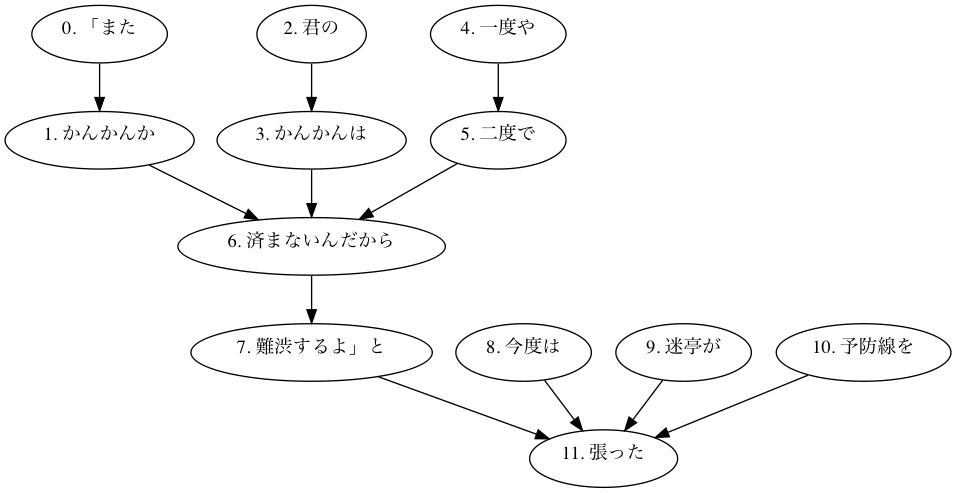 0. 「また
2. 君の
4. 一度や
1. かんかんか
3. かんかんは
5. 二度で
6. 済まないんだから
7. 難渋するよ」と
8. 今度は
9. 迷亭が
10. 予防線を
11. 張った